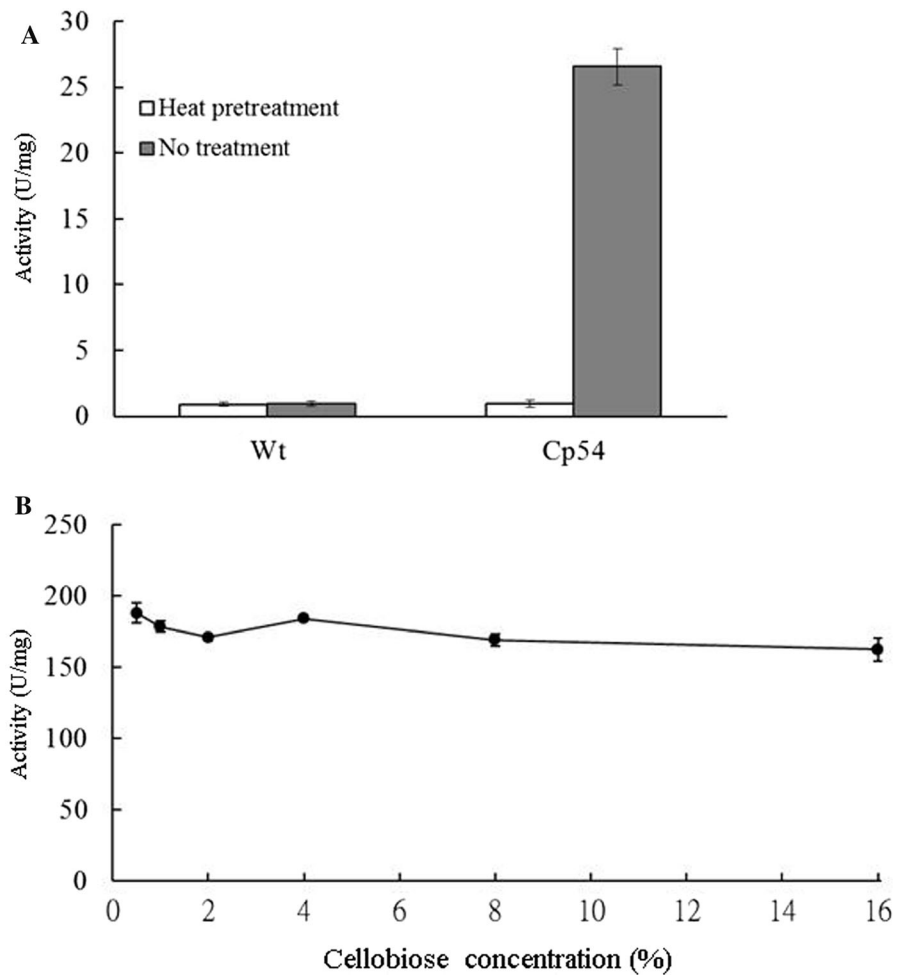 A
30
25
20
15
10
5
0
Activity (U/mg)
Heat pretreatment
No treatment
Wt Cp54
B
250
200
150
100
50
0
Activity (U/mg)
0 2 4 6 8 10 12 14 16
Cellobiose concentration (%)